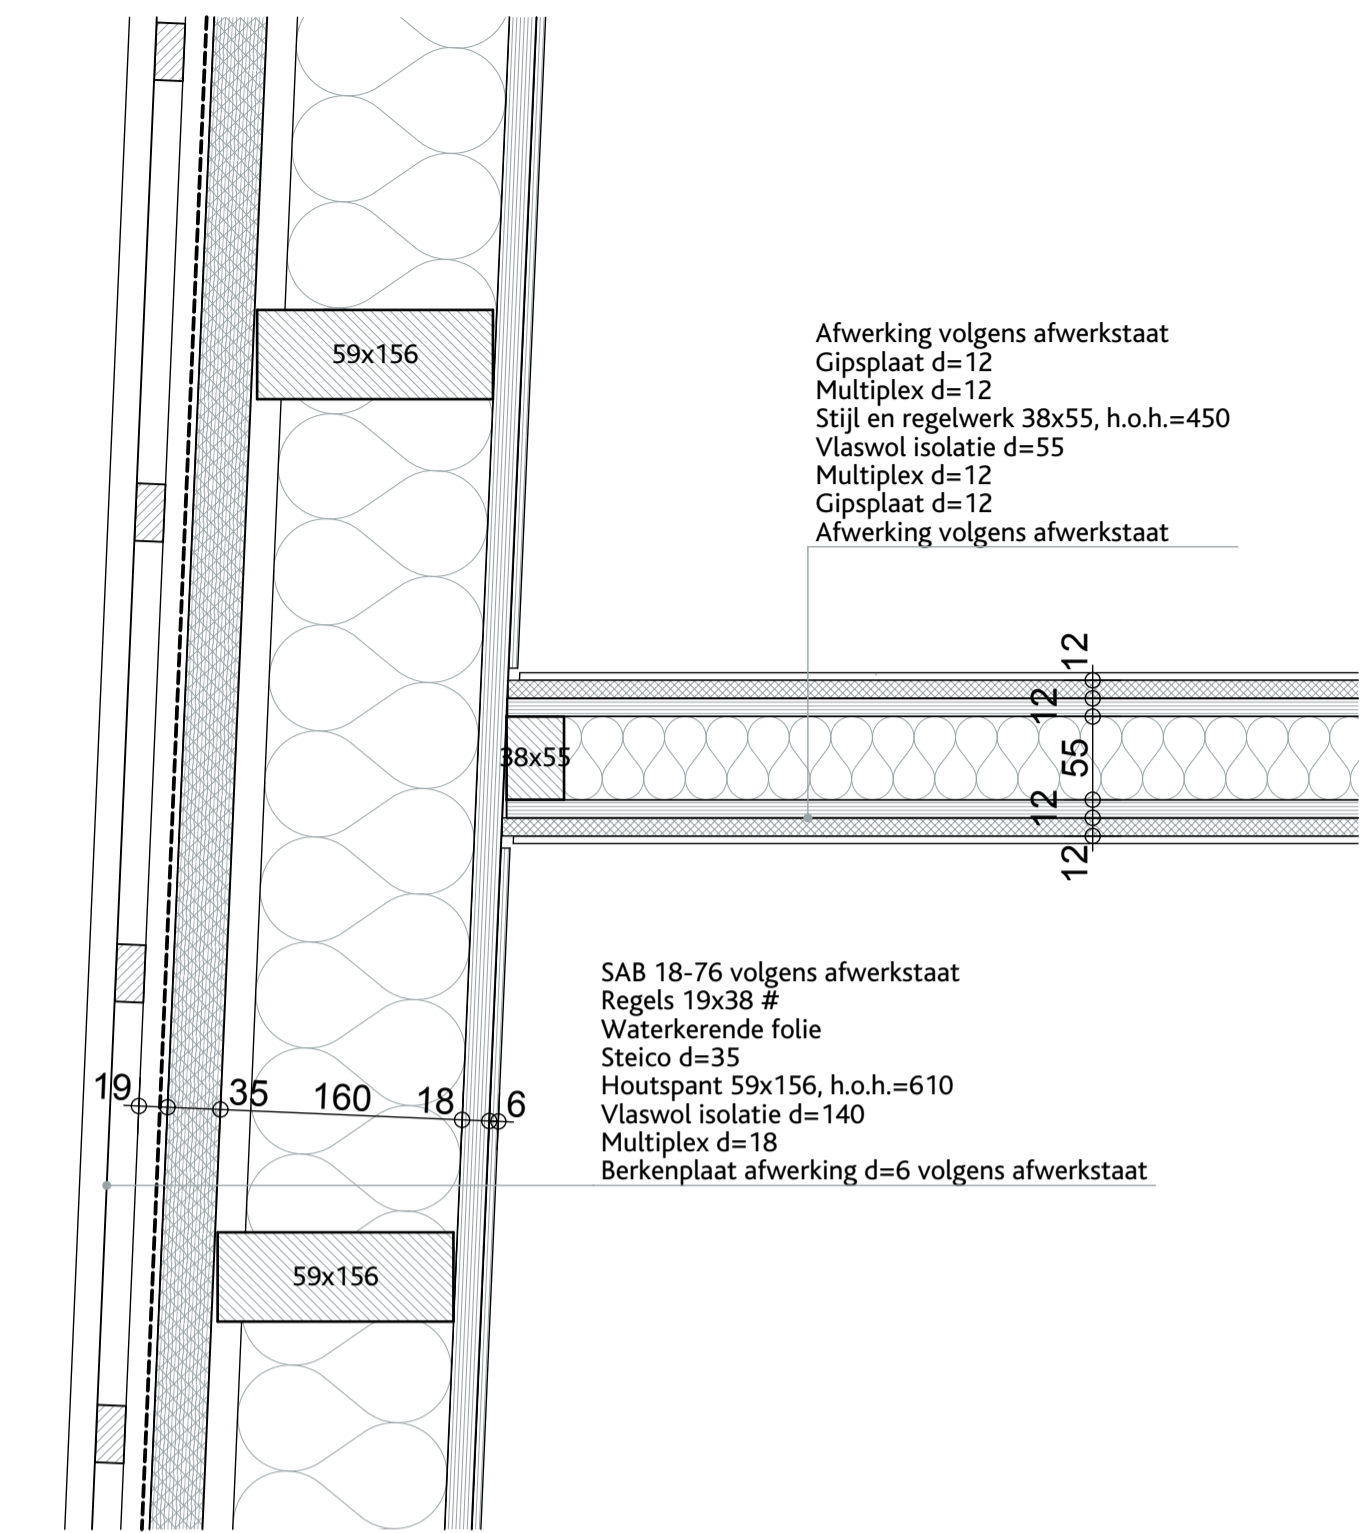 59x156
Afwerking volgens afwerkstaat
Gipsplaat d=12
Multiplex d=12
Stijl en regelwerk 38x55, h.o.h.=450
Vlaswol isolatie d=55
Multiplex d=12
Gipsplaat d=12
Afwerking volgens afwerkstaat
12
12
55
12
12
38x55
SAB 18-76 volgens afwerkstaat
Regels 19x38 #
Waterkerende folie
Steico d=35
Houtspant 59x156, h.o.h.=610
Vlaswol isolatie d=140
Multiplex d=18
Berkenplaat afwerking d=6 volgens afwerkstaat
19 35 160 18 6
59x156